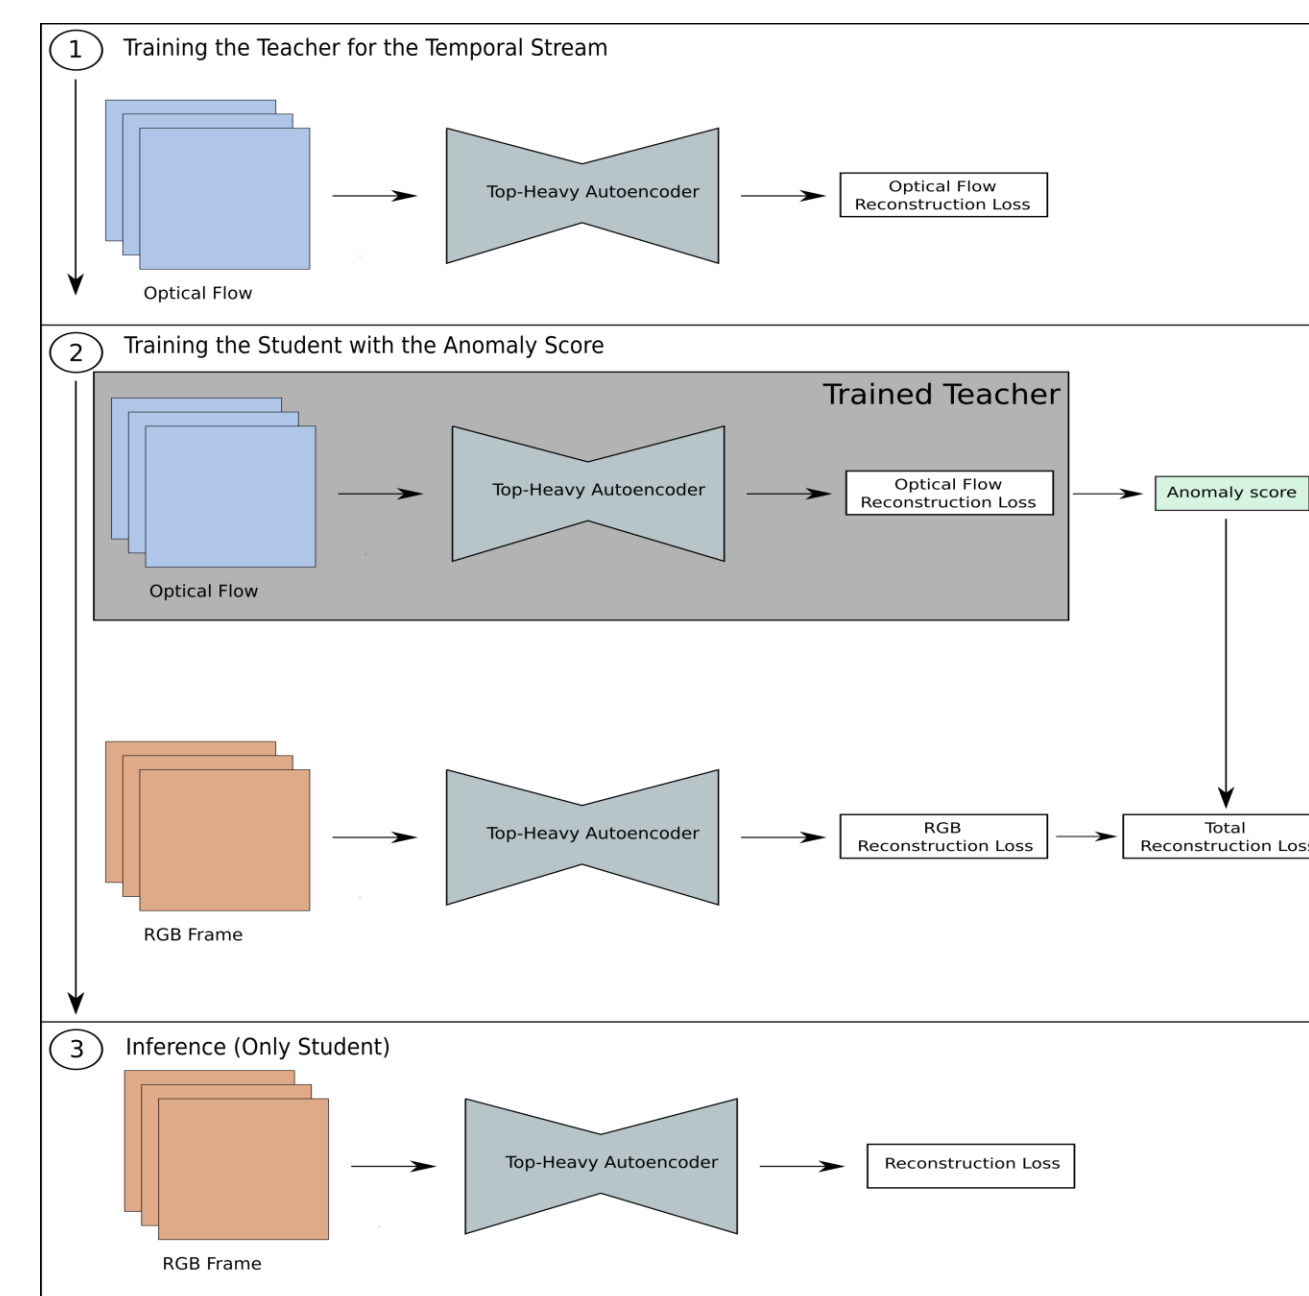 1
Training the Teacher for the Temporal Stream
Top-Heavy Autoencoder
Optical Flow
Reconstruction Loss
Optical Flow
2
Training the Student with the Anomaly Score
Trained Teacher
Top-Heavy Autoencoder
Optical Flow
Reconstruction Loss
Anomaly score
Optical Flow
Top-Heavy Autoencoder
RGB
Reconstruction Loss
Total
Reconstruction Loss
RGB Frame
3
Inference (Only Student)
Top-Heavy Autoencoder
Reconstruction Loss
RGB Frame